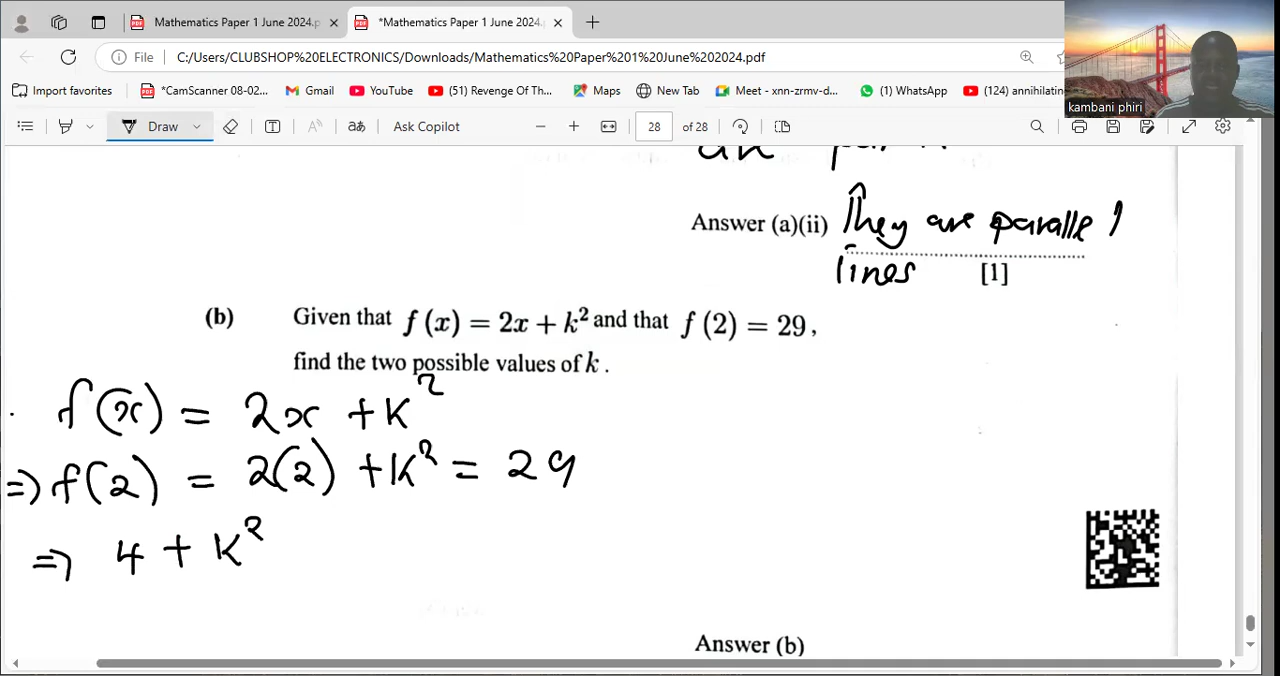 Mathematics Paper 1 June 2024.p
*Mathematics Paper 1 June 2024.
File C:/Users/CLUBSHOP%20ELECTRONICS/Downloads/Mathematics%20Paper%201%20June%202024.pdf
Import favorites *CamScanner 08-02... Gmail YouTube (51) Revenge Of Th... Maps New Tab Meet - xnn-zrmv-d... (1) WhatsApp (124) annihilatin
kambani phiri
Draw aあ Ask Copilot 28 of 28
Answer (a)(ii) They are parallel
lines [1]
(b) Given that f (x) = 2x + k² and that f (2) = 29,
find the two possible values of k .
f(x) = 2x + k²
⇒ f(2) = 2(2) + k² = 29
⇒ 4 + k²
Answer (b)